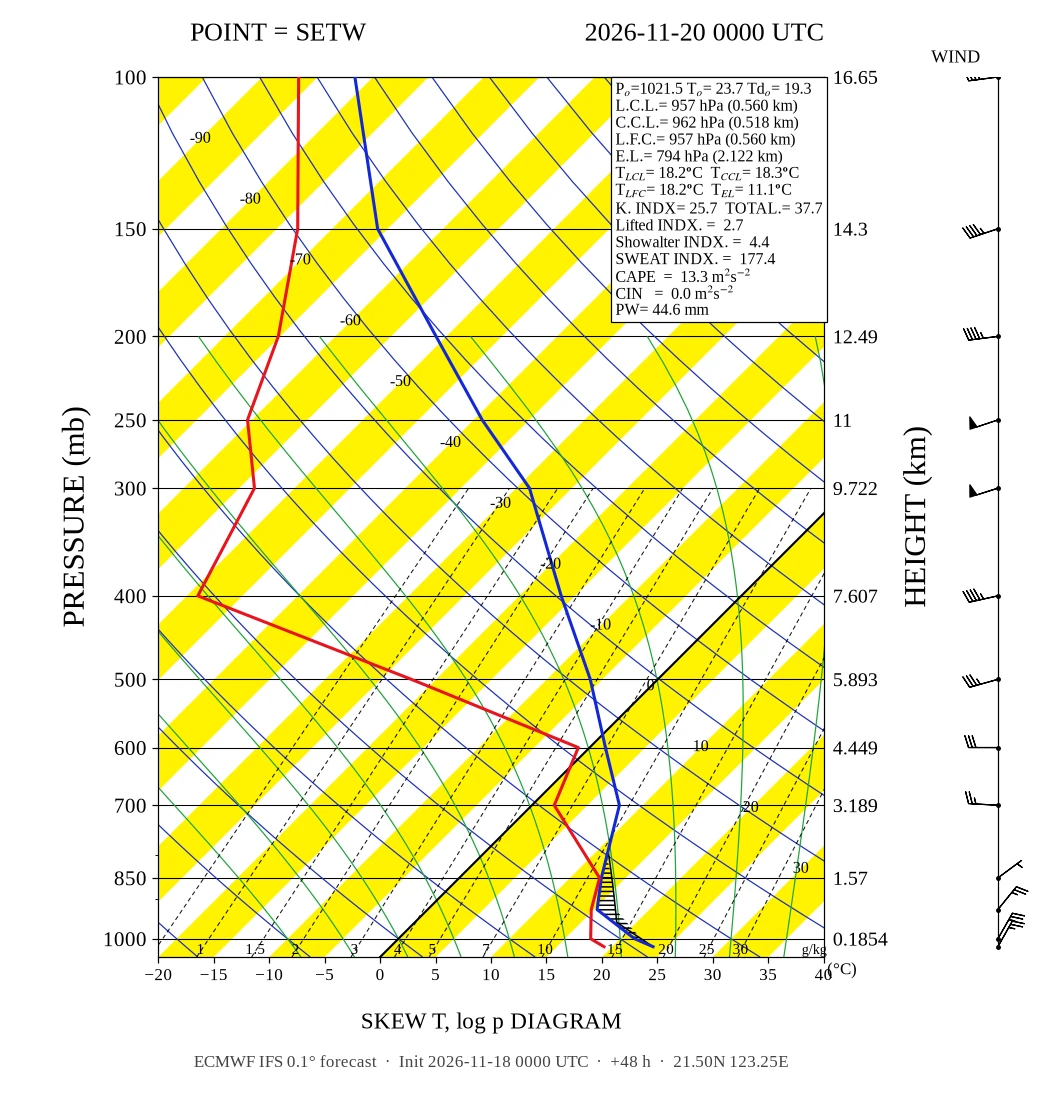 POINT = SETW 2026-11-20 0000 UTC
WIND
100 16.65
Pₒ=1021.5 Tₒ= 23.7 Tdₒ= 19.3
L.C.L.= 957 hPa (0.560 km)
C.C.L.= 962 hPa (0.518 km)
L.F.C.= 957 hPa (0.560 km)
E.L.= 794 hPa (2.122 km)
T_LCL= 18.2°C T_CCL= 18.3°C
T_LFC= 18.2°C T_EL= 11.1°C
K. INDX= 25.7 TOTAL.= 37.7
Lifted INDX. = 2.7
Showalter INDX. = 4.4
SWEAT INDX. = 177.4
CAPE = 13.3 m²s⁻²
CIN = 0.0 m²s⁻²
PW= 44.6 mm
-90
-80
150 14.3
-70
-60
200 12.49
-50
250 11
-40
300 9.722
-30
-20
400 7.607
-10
500 5.893
0
600 10 4.449
700 20 3.189
30
850 1.57
1000 0.1854
1 1.5 2 3 4 5 7 10 15 20 25 30 g/kg
−20 −15 −10 −5 0 5 10 15 20 25 30 35 40 (°C)
PRESSURE (mb)
HEIGHT (km)
SKEW T, log p DIAGRAM
ECMWF IFS 0.1° forecast · Init 2026-11-18 0000 UTC · +48 h · 21.50N 123.25E